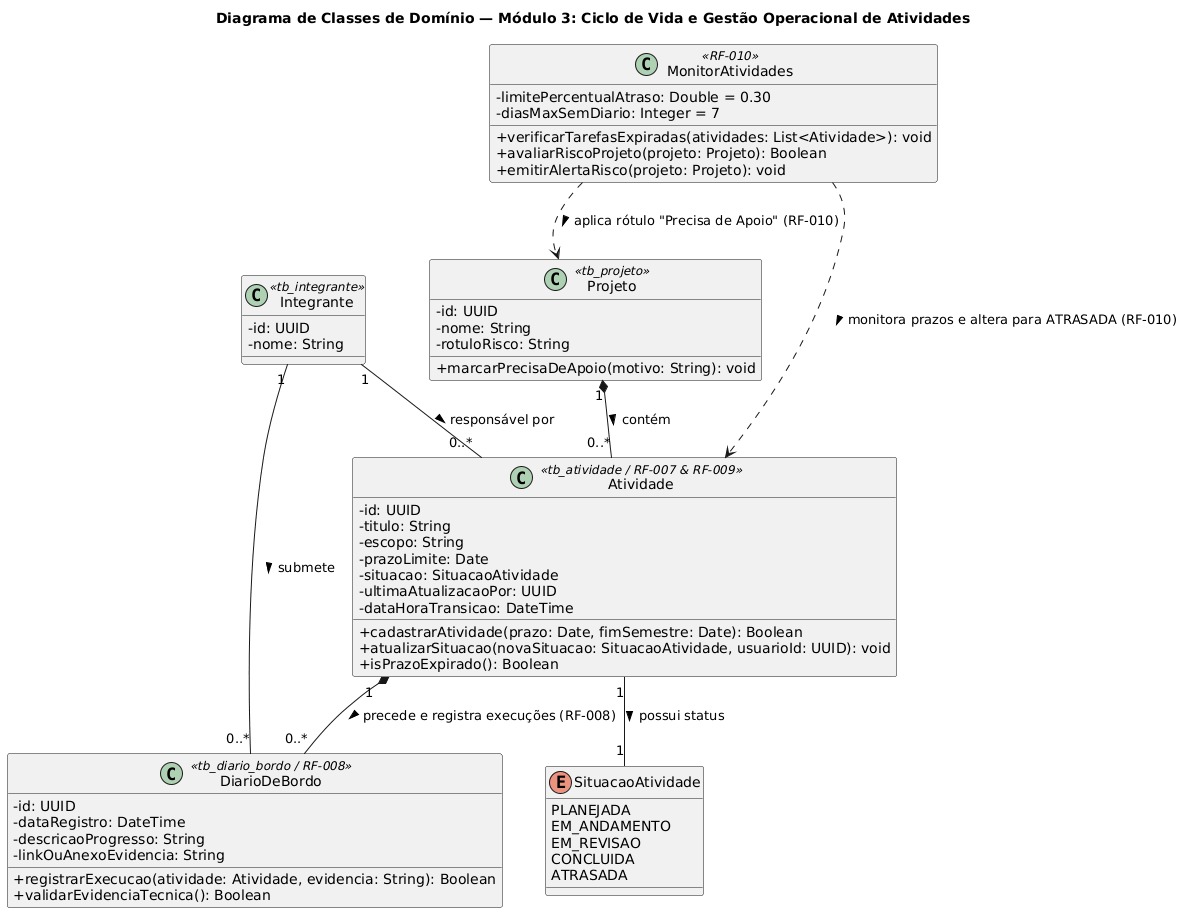 Diagrama de Classes de Domínio — Módulo 3: Ciclo de Vida e Gestão Operacional de Atividades
C
«RF-010»
MonitorAtividades
-limitePercentualAtraso: Double = 0.30
-diasMaxSemDiario: Integer = 7
+verificarTarefasExpiradas(atividades: List<Atividade>): void
+avaliarRiscoProjeto(projeto: Projeto): Boolean
+emitirAlertaRisco(projeto: Projeto): void
aplica rótulo "Precisa de Apoio" (RF-010)
monitora prazos e altera para ATRASADA (RF-010)
C
«tb_integrante»
Integrante
-id: UUID
-nome: String
C
«tb_projeto»
Projeto
-id: UUID
-nome: String
-rotuloRisco: String
+marcarPrecisaDeApoio(motivo: String): void
1
1
1
responsável por
contém
0..*
0..*
C
«tb_atividade / RF-007 & RF-009»
Atividade
-id: UUID
-titulo: String
-escopo: String
-prazoLimite: Date
-situacao: SituacaoAtividade
-ultimaAtualizacaoPor: UUID
-dataHoraTransicao: DateTime
+cadastrarAtividade(prazo: Date, fimSemestre: Date): Boolean
+atualizarSituacao(novaSituacao: SituacaoAtividade, usuarioId: UUID): void
+isPrazoExpirado(): Boolean
submete
1
1
precede e registra execuções (RF-008)
possui status
0..*
0..*
1
C
«tb_diario_bordo / RF-008»
DiarioDeBordo
-id: UUID
-dataRegistro: DateTime
-descricaoProgresso: String
-linkOuAnexoEvidencia: String
+registrarExecucao(atividade: Atividade, evidencia: String): Boolean
+validarEvidenciaTecnica(): Boolean
E
SituacaoAtividade
PLANEJADA
EM_ANDAMENTO
EM_REVISAO
CONCLUIDA
ATRASADA